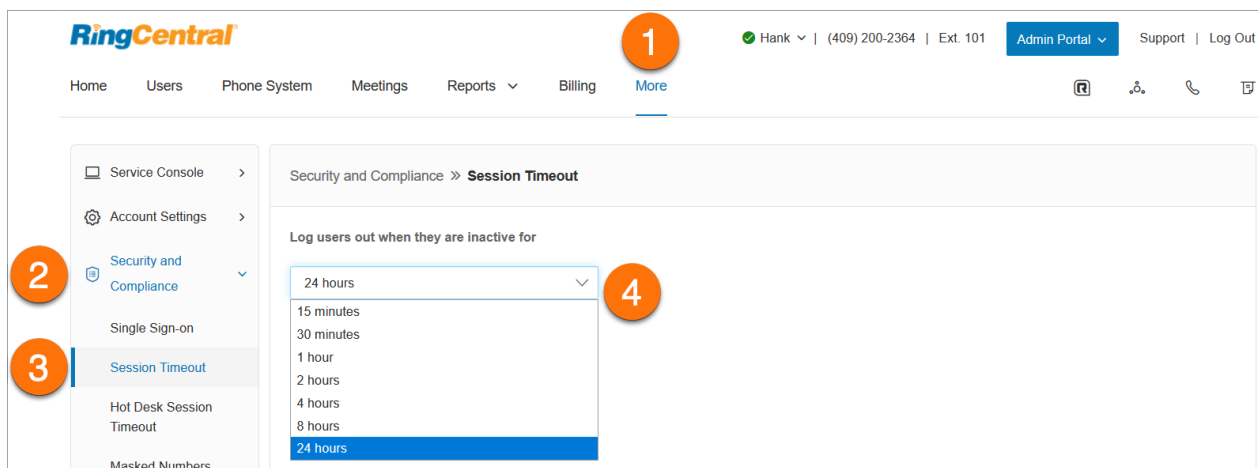 RingCentral
1
Hank | (409) 200-2364 | Ext. 101 Admin Portal Support | Log Out
Home Users Phone System Meetings Reports Billing More
Service Console
Security and Compliance » Session Timeout
Account Settings
Log users out when they are inactive for
2
Security and
Compliance
24 hours
4
15 minutes
30 minutes
1 hour
2 hours
4 hours
8 hours
24 hours
Single Sign-on
3
Session Timeout
Hot Desk Session
Timeout
Masked Numbers